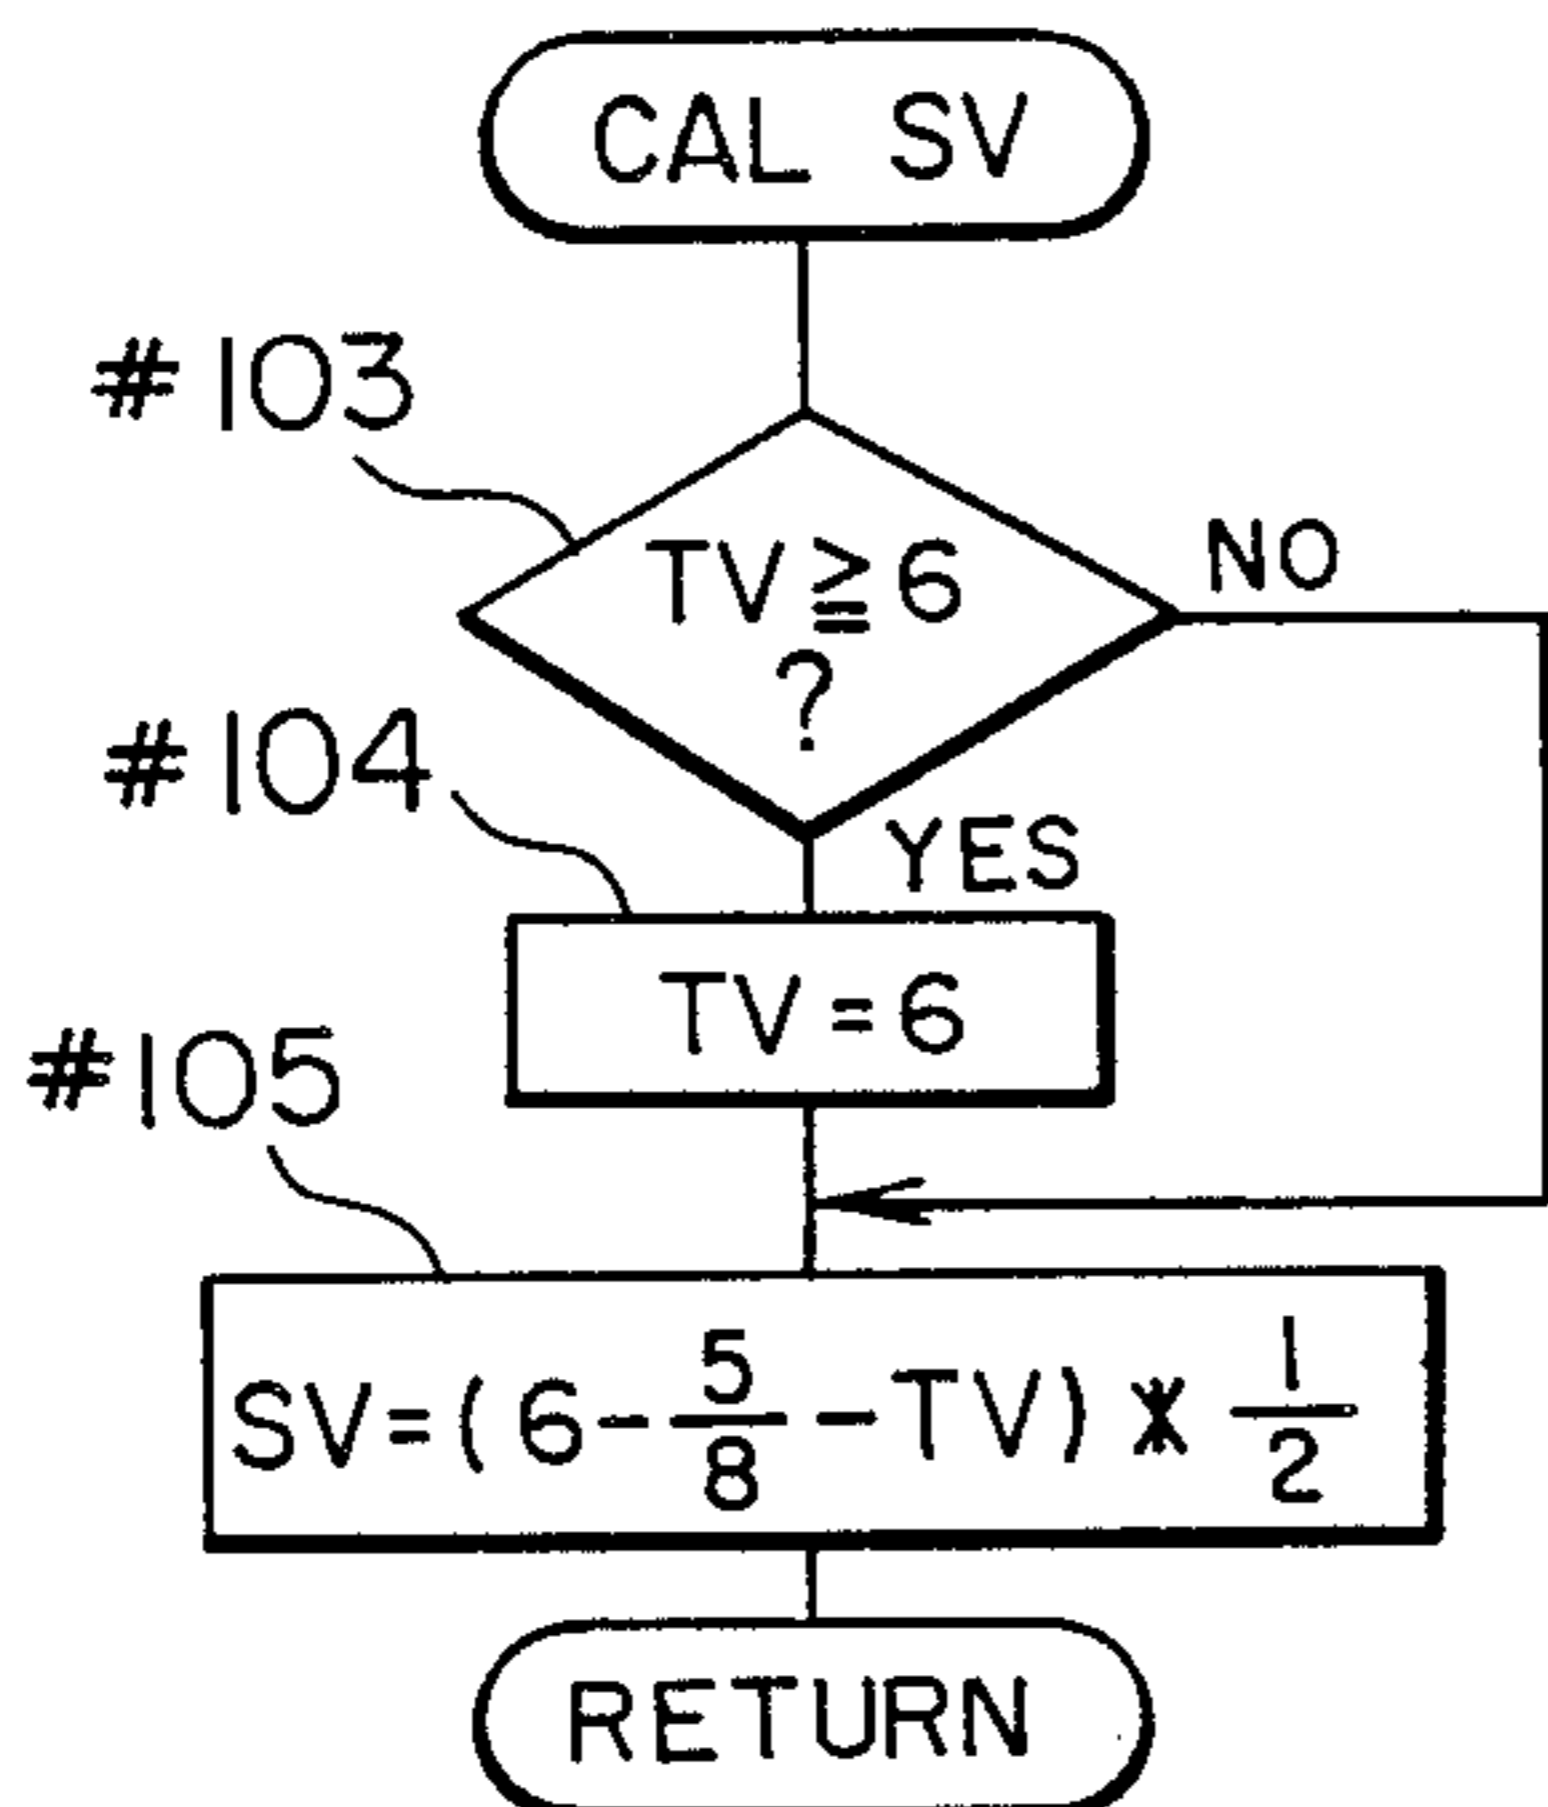 CAL SV
#103
TV≧6
?
NO
#104
YES
TV=6
#105
SV=(6-5/8-TV)*1/2
RETURN